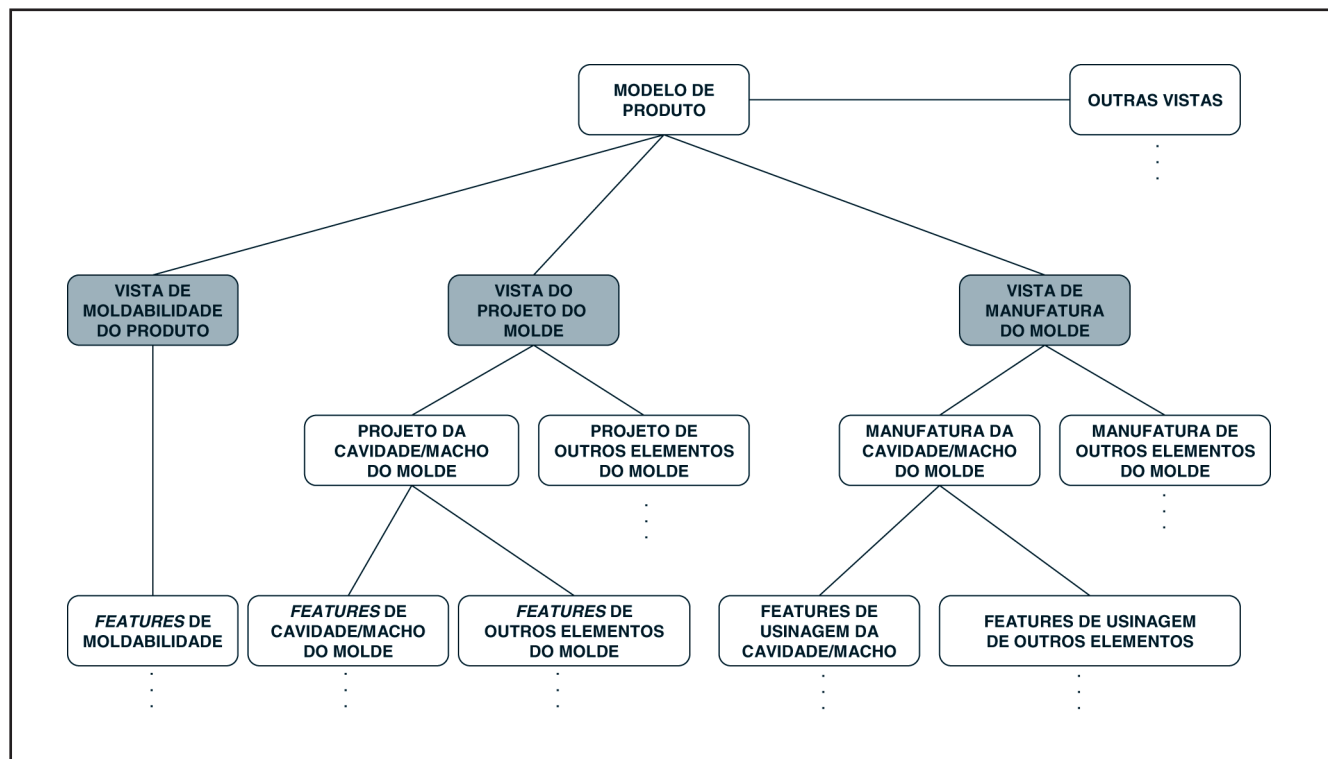 MODELO DE
PRODUTO
OUTRAS VISTAS
VISTA DE
MOLDABILIDADE
DO PRODUTO
VISTA DO
PROJETO DO
MOLDE
VISTA DE
MANUFATURA
DO MOLDE
PROJETO DA
CAVIDADE/MACHO
DO MOLDE
PROJETO DE
OUTROS ELEMENTOS
DO MOLDE
MANUFATURA DA
CAVIDADE/MACHO
DO MOLDE
MANUFATURA DE
OUTROS ELEMENTOS
DO MOLDE
FEATURES DE
MOLDABILIDADE
FEATURES DE
CAVIDADE/MACHO
DO MOLDE
FEATURES DE
OUTROS ELEMENTOS
DO MOLDE
FEATURES DE
USINAGEM DA
CAVIDADE/MACHO
FEATURES DE USINAGEM
DE OUTROS ELEMENTOS